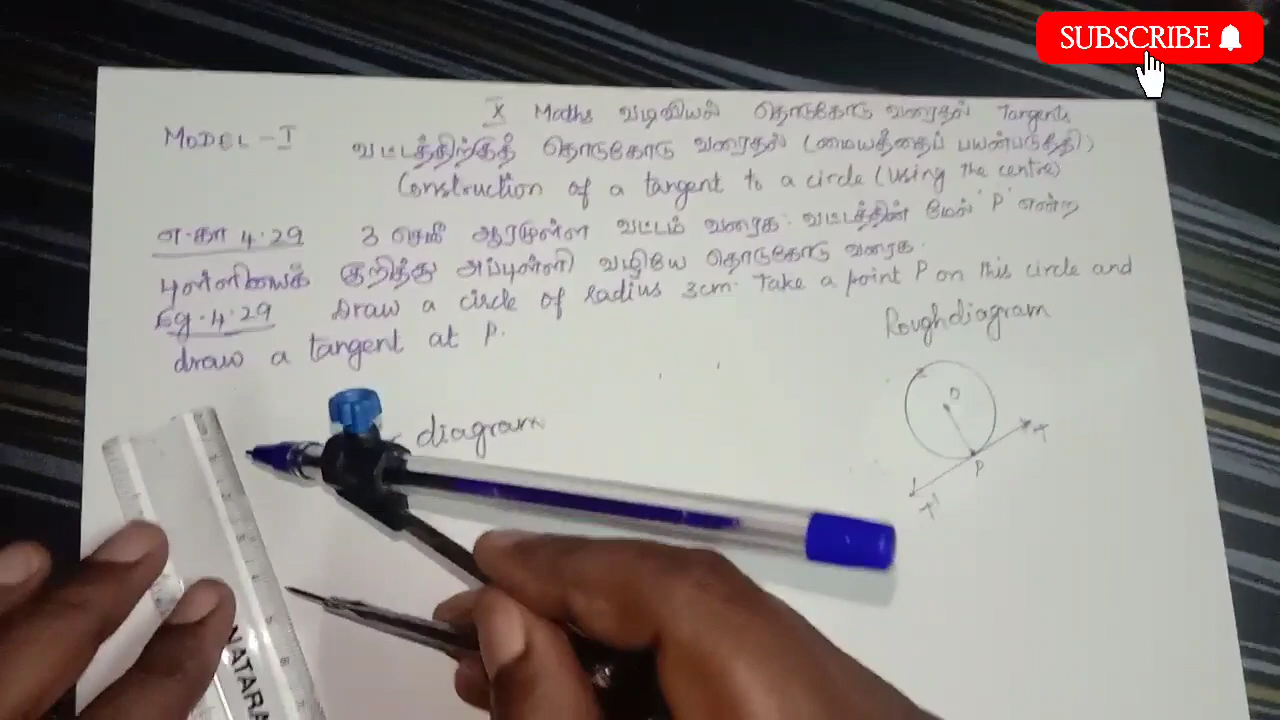 SUBSCRIBE
X Maths வடிவியல் தொடுகோடு வரைதல் Tangents
MODEL - I
வட்டத்திற்குத் தொடுகோடு வரைதல் (மையத்தைப் பயன்படுத்தி)
Construction of a tangent to a circle (using the centre)
எ.கா 4.29 3 செமீ ஆரமுள்ள வட்டம் வரைக. வட்டத்தின் மேல் 'P' என்ற
புள்ளியைக் குறித்து அப்புள்ளி வழியே தொடுகோடு வரைக.
Eg. 4.29 Draw a circle of radius 3cm. Take a point P on this circle and
draw a tangent at P.
Rough diagram
O
P
T
T'
diagram
NATARA